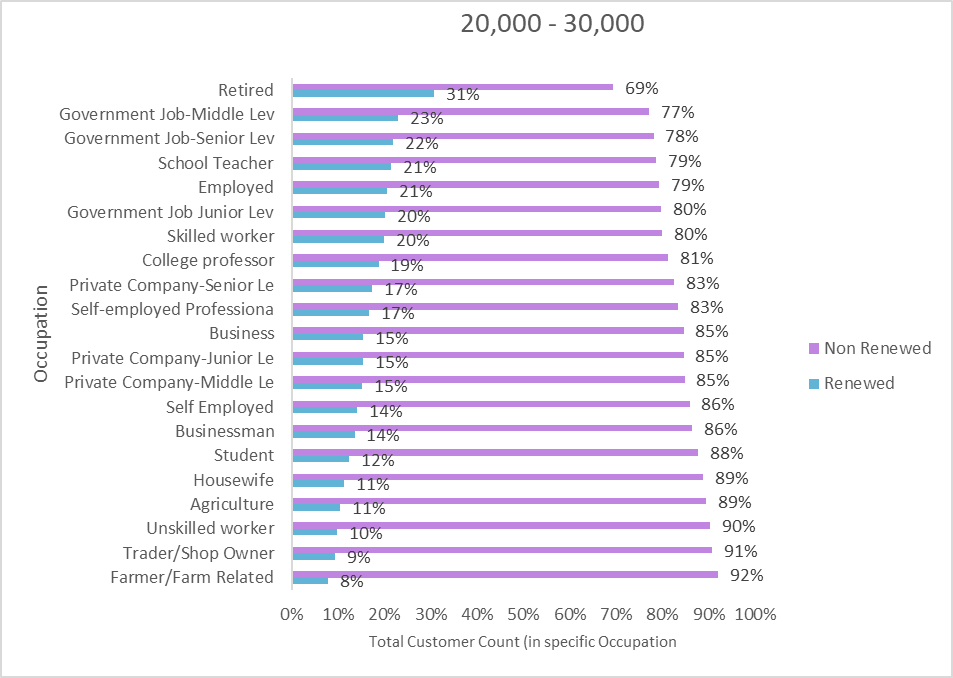 20,000 - 30,000
Occupation
Retired 69% 31%
Government Job-Middle Lev 77% 23%
Government Job-Senior Lev 78% 22%
School Teacher 79% 21%
Employed 79% 21%
Government Job Junior Lev 80% 20%
Skilled worker 80% 20%
College professor 81% 19%
Private Company-Senior Le 83% 17%
Self-employed Professiona 83% 17%
Business 85% 15%
Private Company-Junior Le 85% 15%
Private Company-Middle Le 85% 15%
Self Employed 86% 14%
Businessman 86% 14%
Student 88% 12%
Housewife 89% 11%
Agriculture 89% 11%
Unskilled worker 90% 10%
Trader/Shop Owner 91% 9%
Farmer/Farm Related 92% 8%
0% 10% 20% 30% 40% 50% 60% 70% 80% 90% 100%
Total Customer Count (in specific Occupation
Non Renewed
Renewed